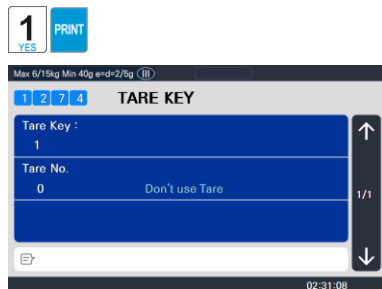 1 PRINT
YES
Max 6/15kg Min 40g e=d=2/5g (III)
1 2 7 4 TARE KEY
Tare Key :
1
Tare No.
0 Don't use Tare
1/1
02:31:08